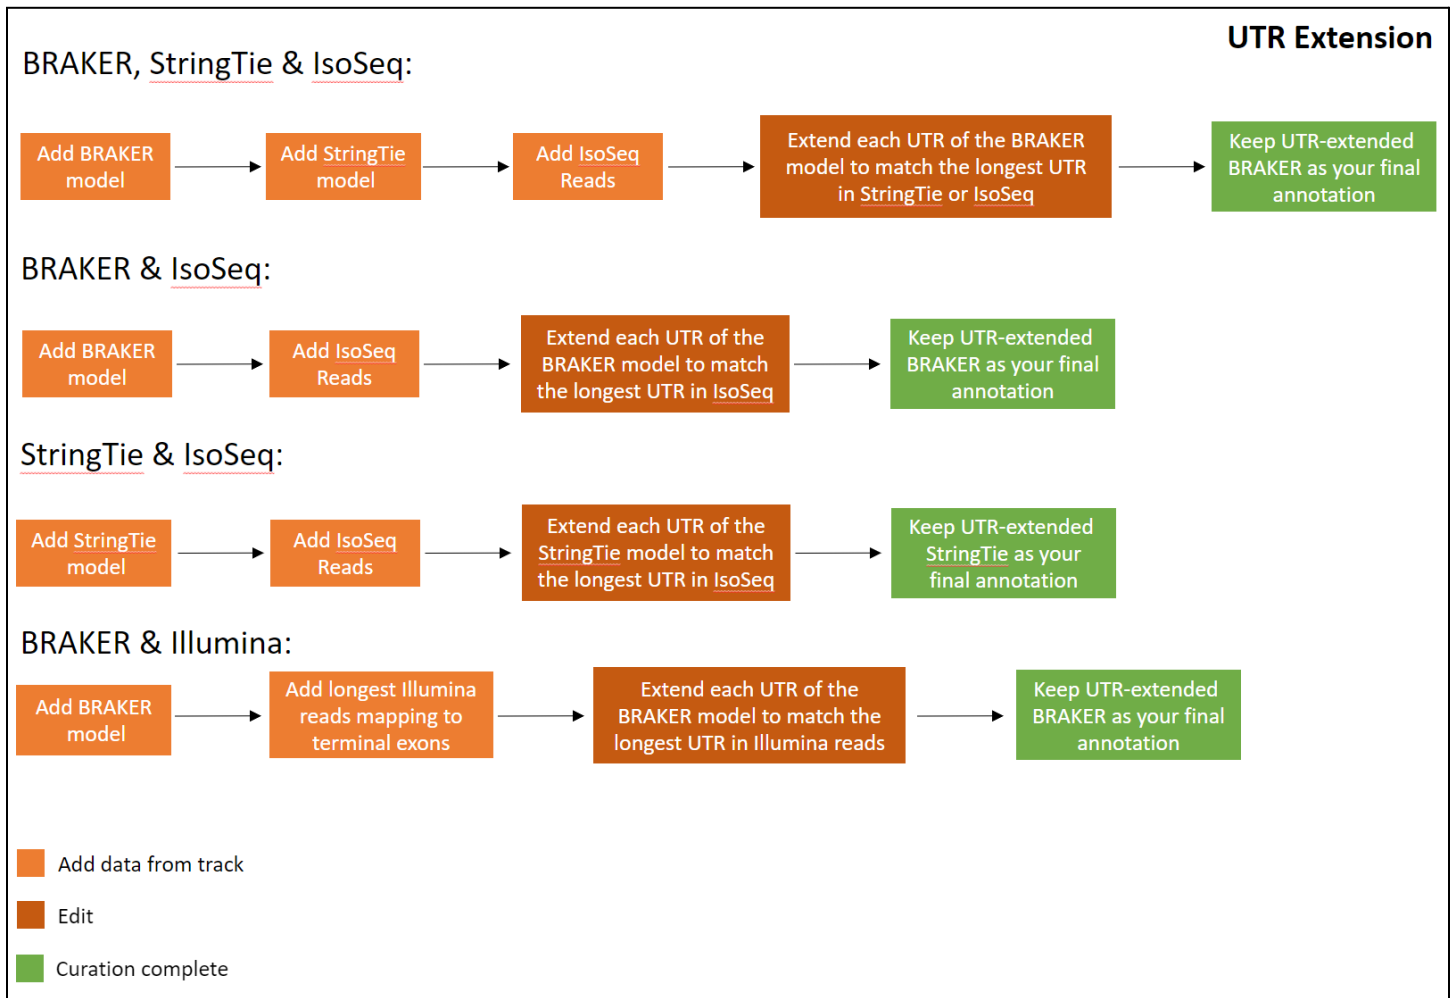 UTR Extension
BRAKER, StringTie & IsoSeq:
Add BRAKER
model
Add StringTie
model
Add IsoSeq
Reads
Extend each UTR of the BRAKER
model to match the longest UTR
in StringTie or IsoSeq
Keep UTR-extended
BRAKER as your final
annotation
BRAKER & IsoSeq:
Add BRAKER
model
Add IsoSeq
Reads
Extend each UTR of the
BRAKER model to match
the longest UTR in IsoSeq
Keep UTR-extended
BRAKER as your final
annotation
StringTie & IsoSeq:
Add StringTie
model
Add IsoSeq
Reads
Extend each UTR of the
StringTie model to match
the longest UTR in IsoSeq
Keep UTR-extended
StringTie as your
final annotation
BRAKER & Illumina:
Add BRAKER
model
Add longest Illumina
reads mapping to
terminal exons
Extend each UTR of the
BRAKER model to match the
longest UTR in Illumina reads
Keep UTR-extended
BRAKER as your final
annotation
Add data from track
Edit
Curation complete